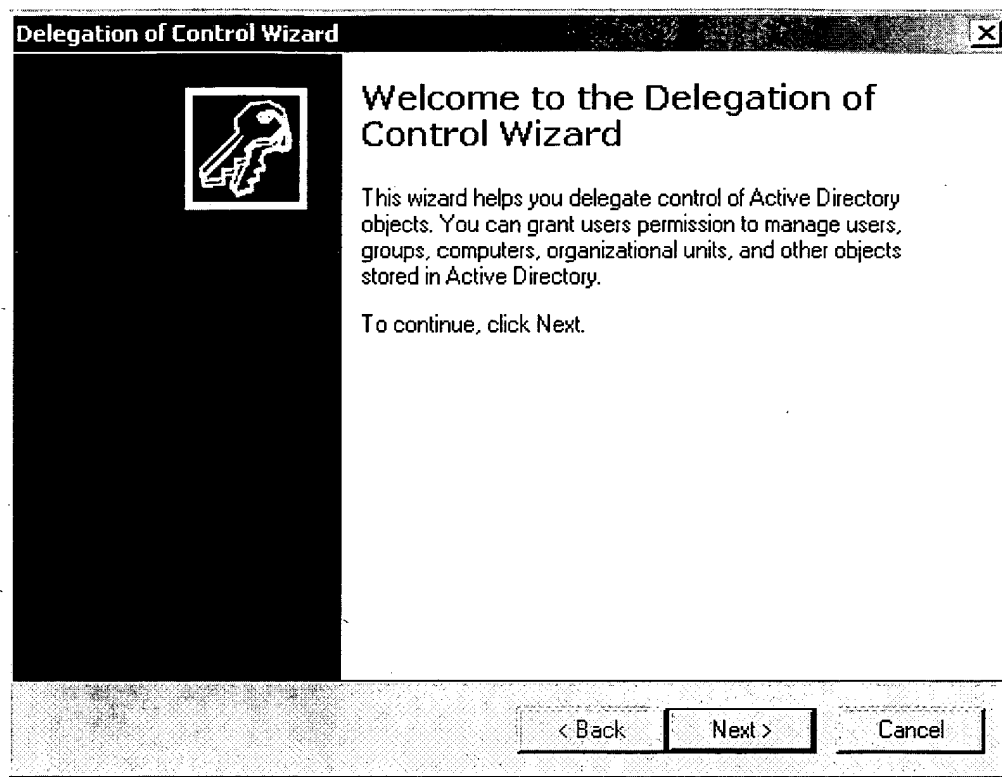 Delegation of Control Wizard
Welcome to the Delegation of
Control Wizard
This wizard helps you delegate control of Active Directory
objects. You can grant users permission to manage users,
groups, computers, organizational units, and other objects
stored in Active Directory.
To continue, click Next.
< Back
Next >
Cancel